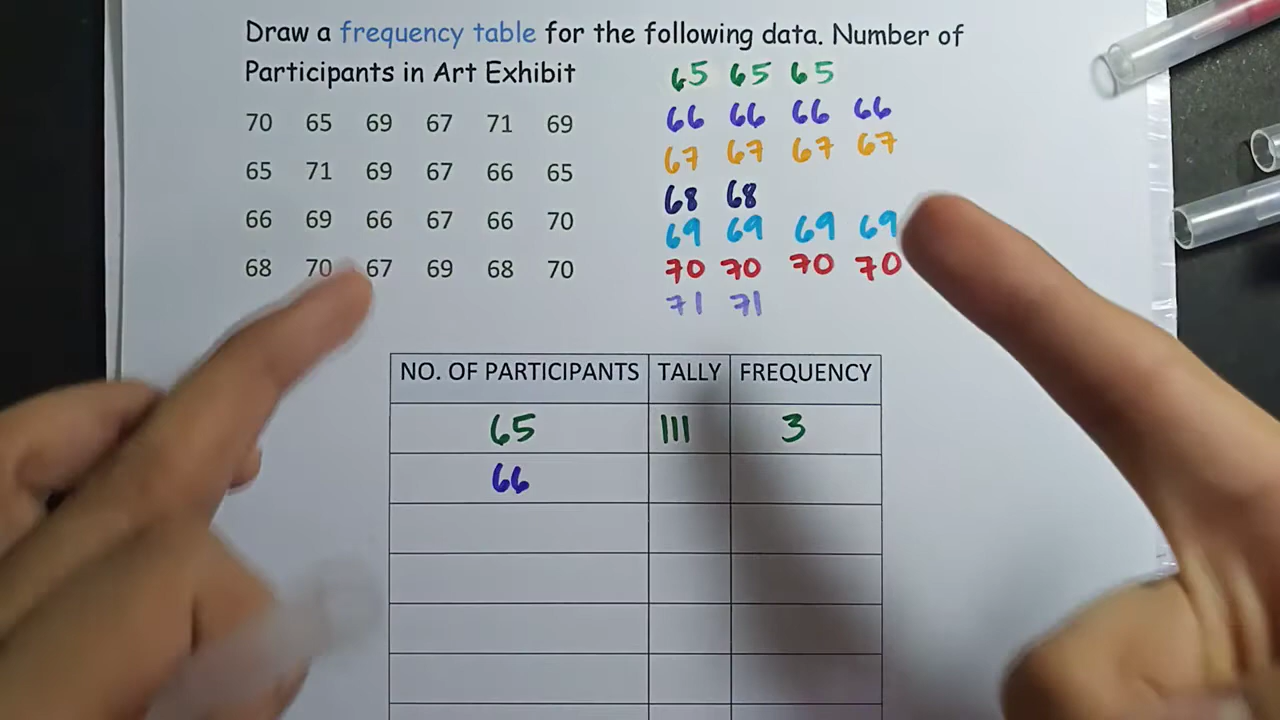 Draw a frequency table for the following data. Number of
Participants in Art Exhibit
65 65 65
70 65 69 67 71 69
66 66 66 66
67 67 67 67
65 71 69 67 66 65
68 68
66 69 66 67 66 70
69 69 69 69
68 70 67 69 68 70
70 70 70 70
71 71
NO. OF PARTICIPANTS TALLY FREQUENCY
65 III 3
66